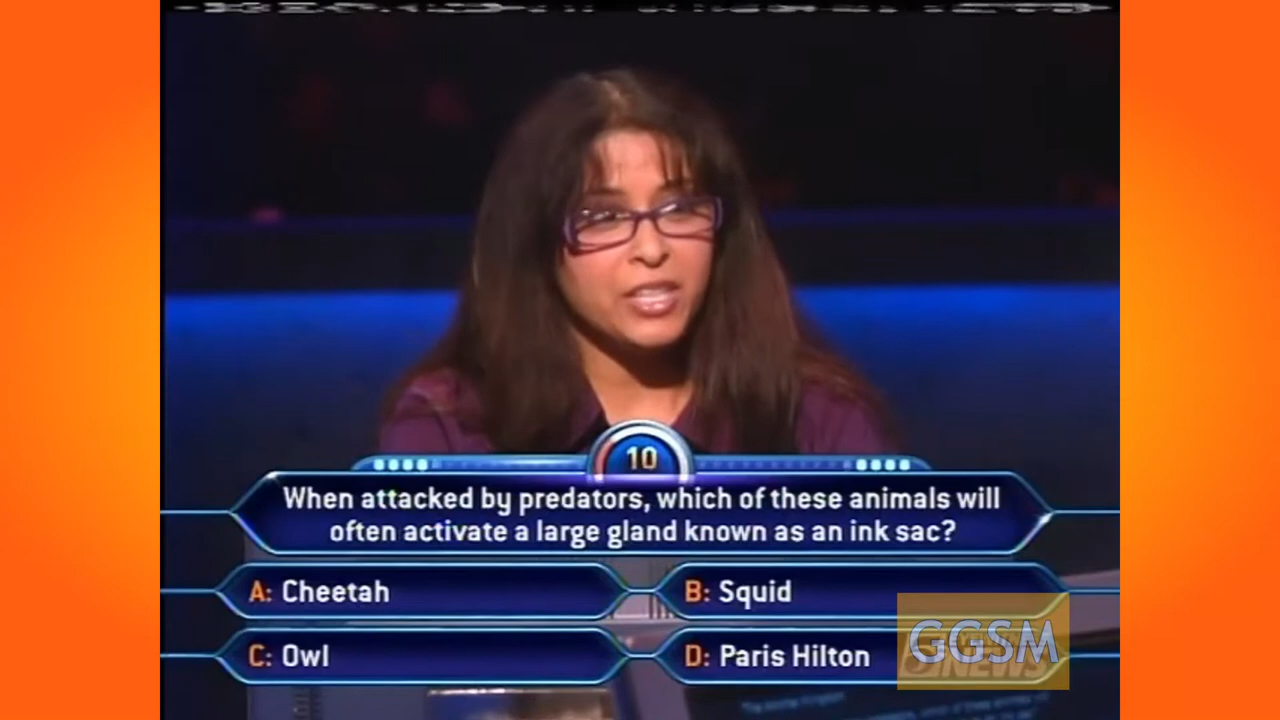 10
When attacked by predators, which of these animals will
often activate a large gland known as an ink sac?
A: Cheetah
B: Squid
C: Owl
D: Paris Hilton
GGSM
NEWS